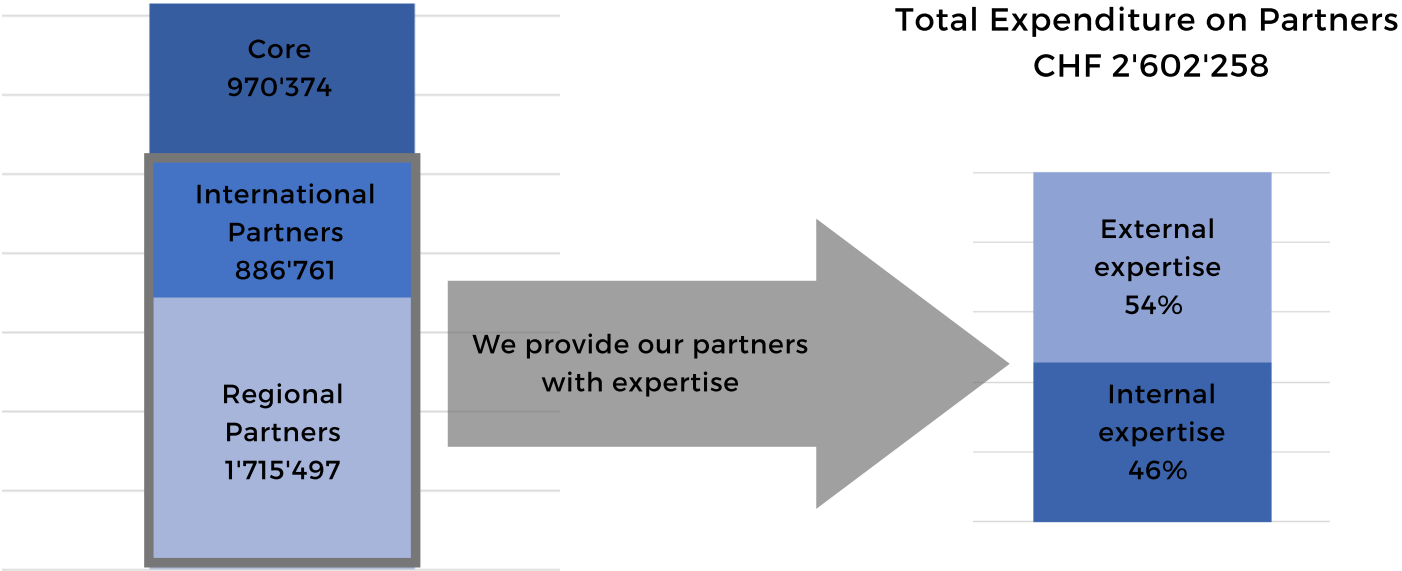 Core
970'374
International
Partners
886'761
Regional
Partners
1'715'497
We provide our partners
with expertise
Total Expenditure on Partners
CHF 2'602'258
External
expertise
54%
Internal
expertise
46%